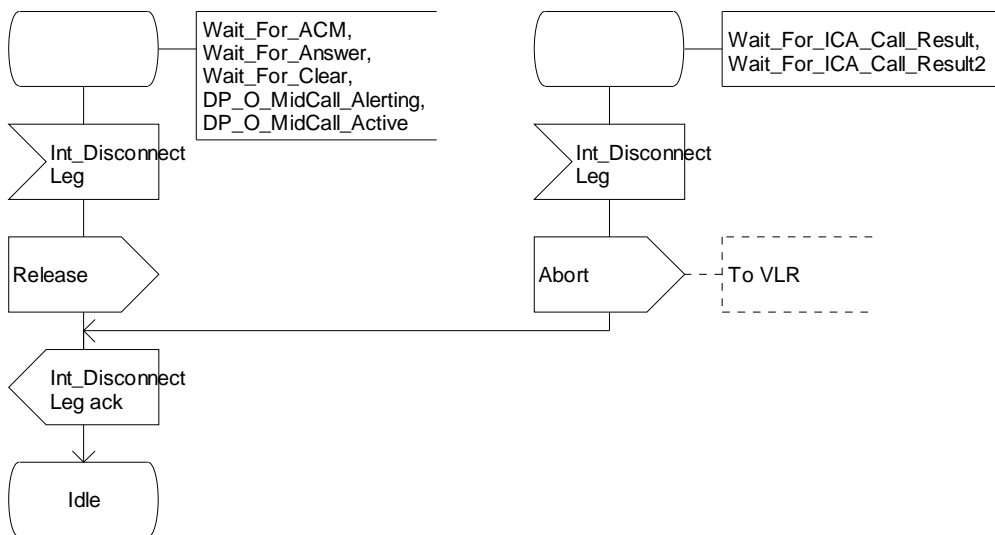 Wait_For_ACM,
Wait_For_Answer,
Wait_For_Clear,
DP_O_MidCall_Alerting,
DP_O_MidCall_Active
Wait_For_ICA_Call_Result,
Wait_For_ICA_Call_Result2
Int_Disconnect
Leg
Int_Disconnect
Leg
Release
Abort
To VLR
Int_Disconnect
Leg ack
Idle